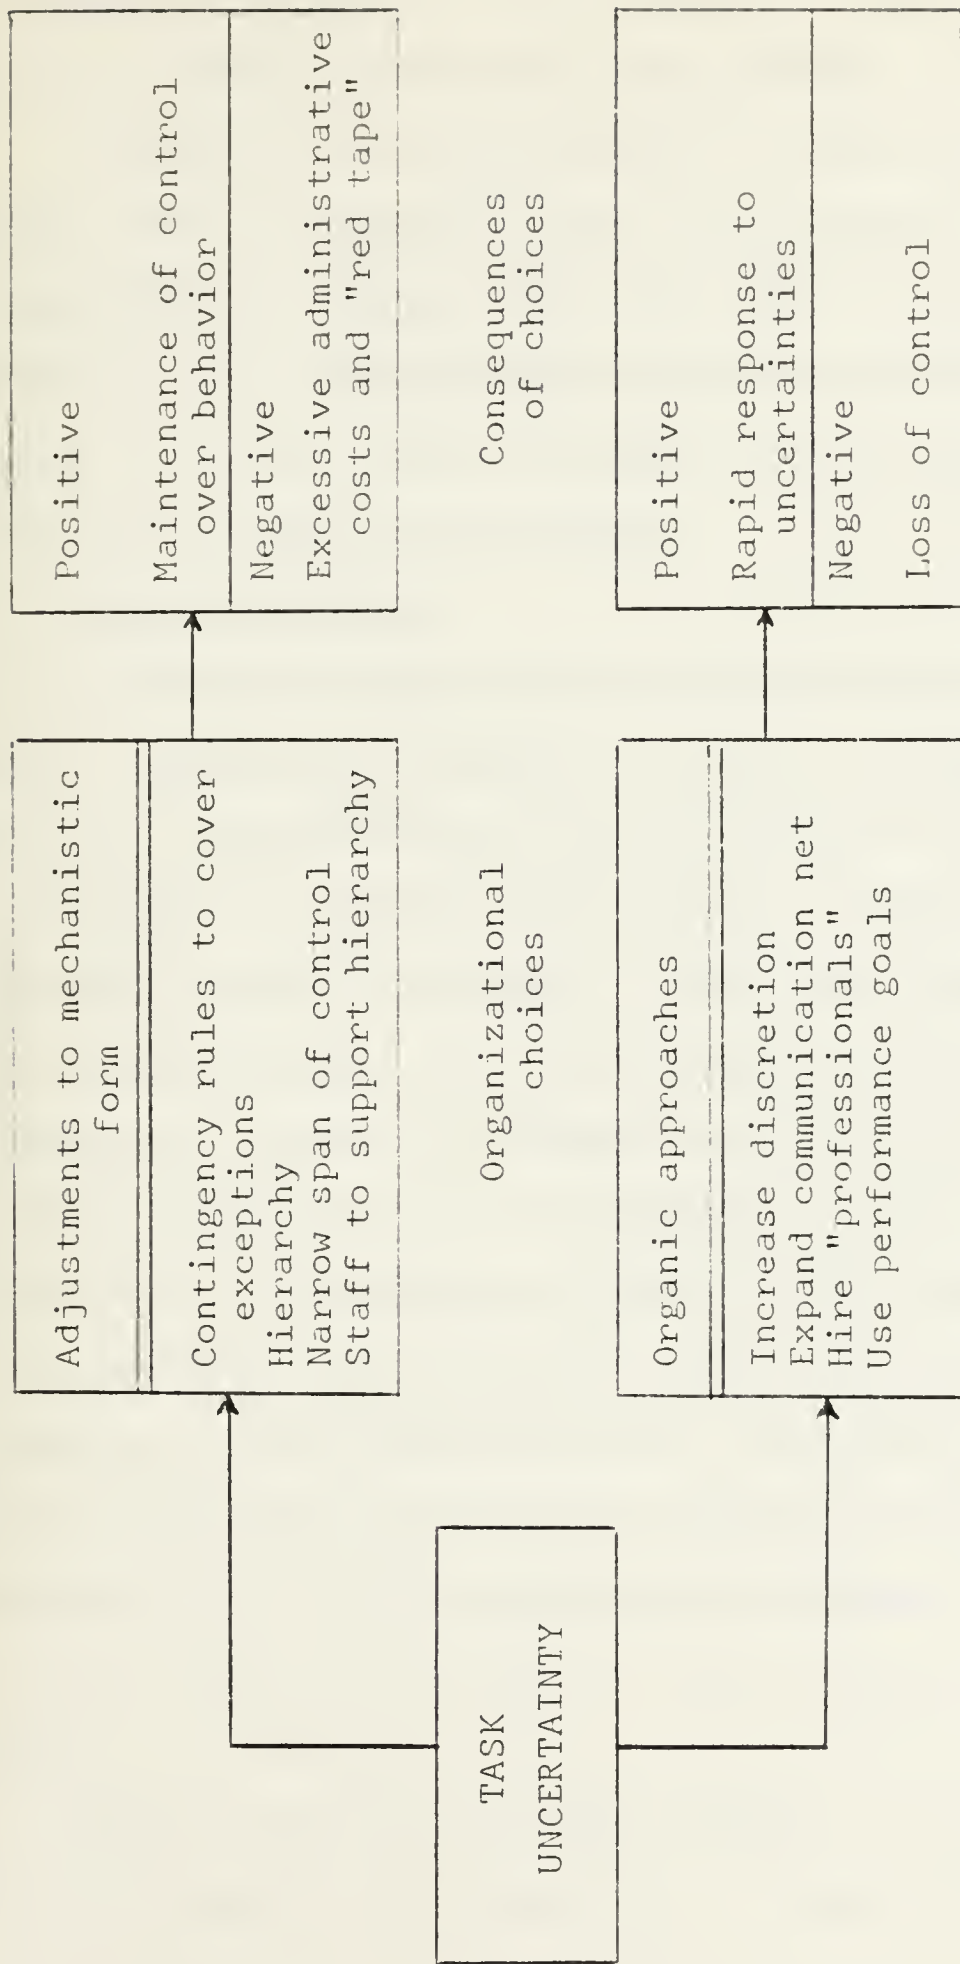 TASK
UNCERTAINTY
Adjustments to mechanistic
form
Contingency rules to cover
exceptions
Hierarchy
Narrow span of control
Staff to support hierarchy
Organizational
choices
Organic approaches
Increase discretion
Expand communication net
Hire "professionals"
Use performance goals
Positive
Maintenance of control
over behavior
Negative
Excessive administrative
costs and "red tape"
Consequences
of choices
Positive
Rapid response to
uncertainties
Negative
Loss of control